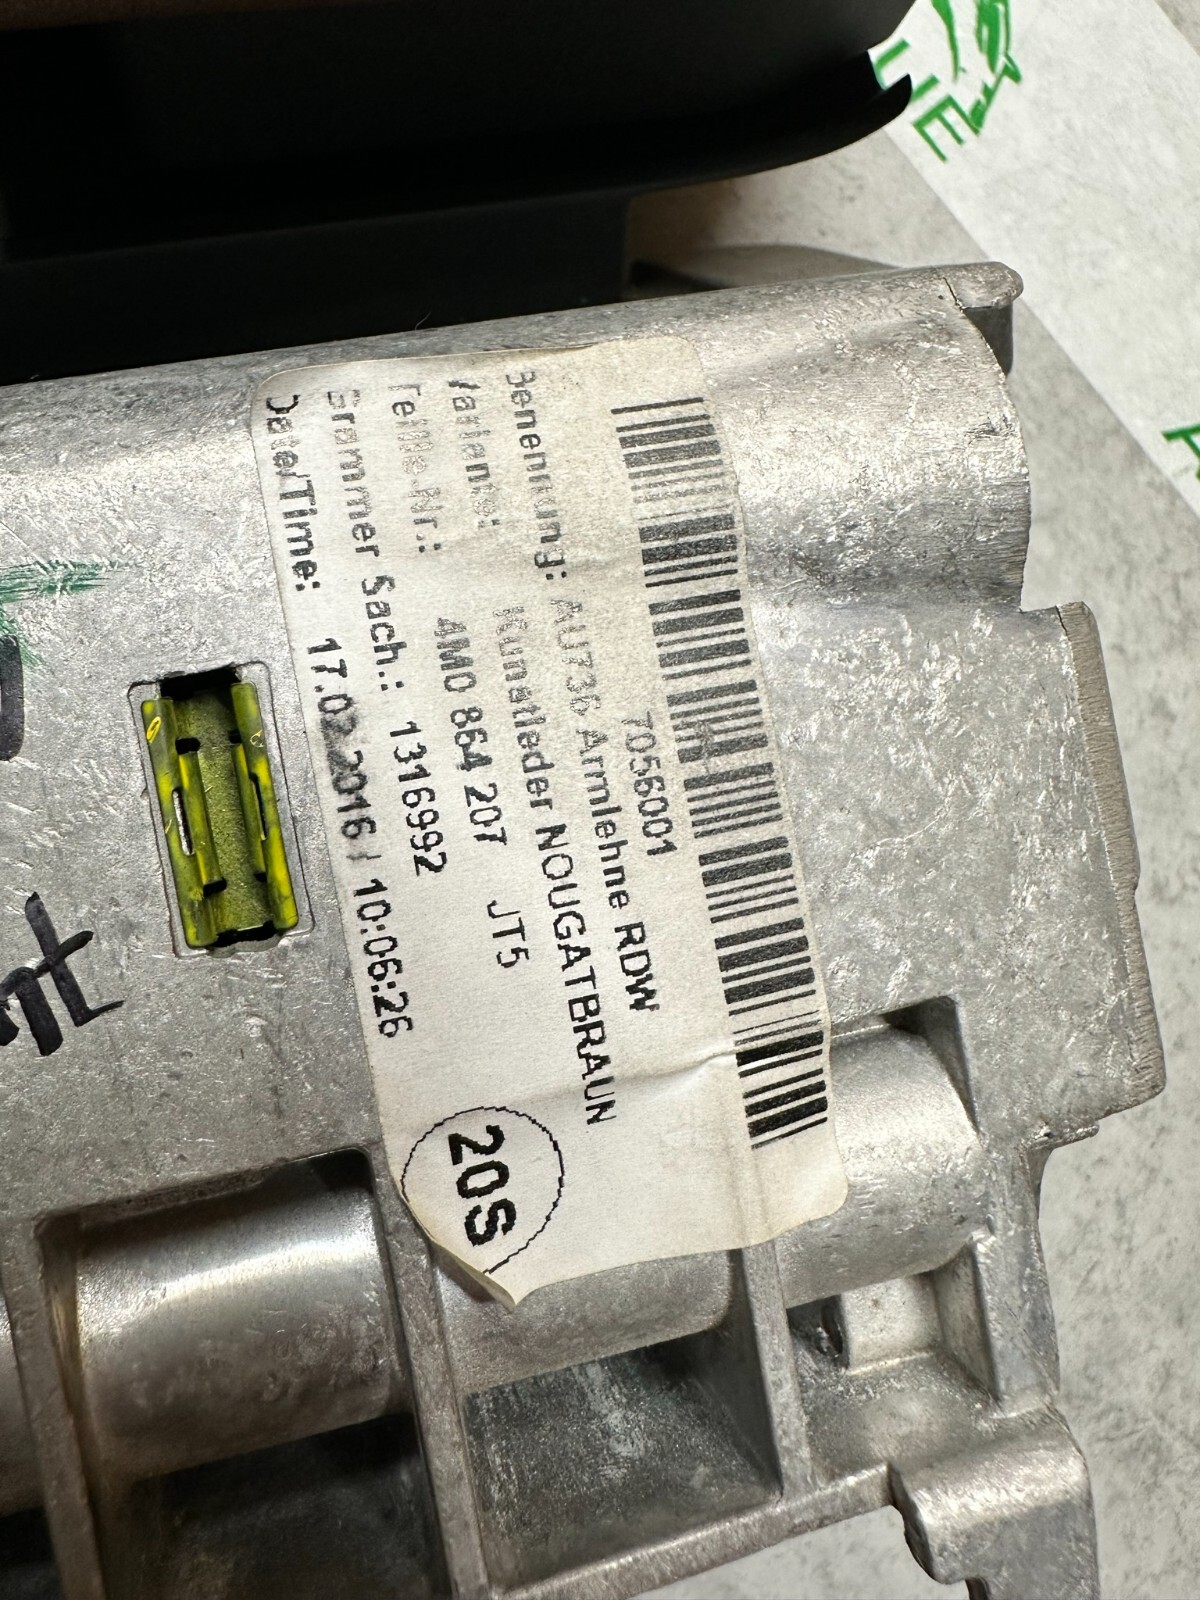 7056001
Benennung: AU736 Armlehne RDW
Variante: Kunstleder NOUGATBRAUN
Teile.Nr.: 4M0 864 207 JT5
Grammer Sach.: 1316992
Date/Time: 17.02.2016 / 10:06:26
20S